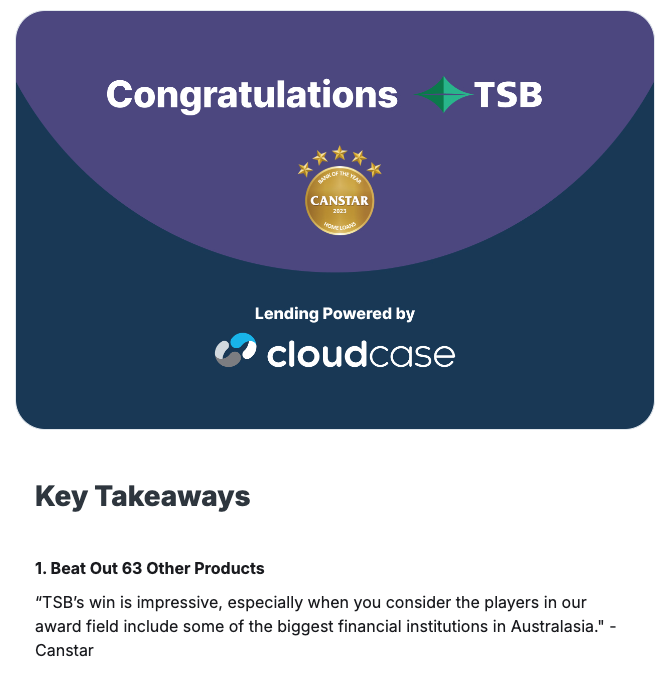 Congratulations TSB
BANK OF THE YEAR
CANSTAR
2023
HOME LOANS
Lending Powered by
cloudcase
Key Takeaways
1. Beat Out 63 Other Products
“TSB’s win is impressive, especially when you consider the players in our
award field include some of the biggest financial institutions in Australasia." -
Canstar